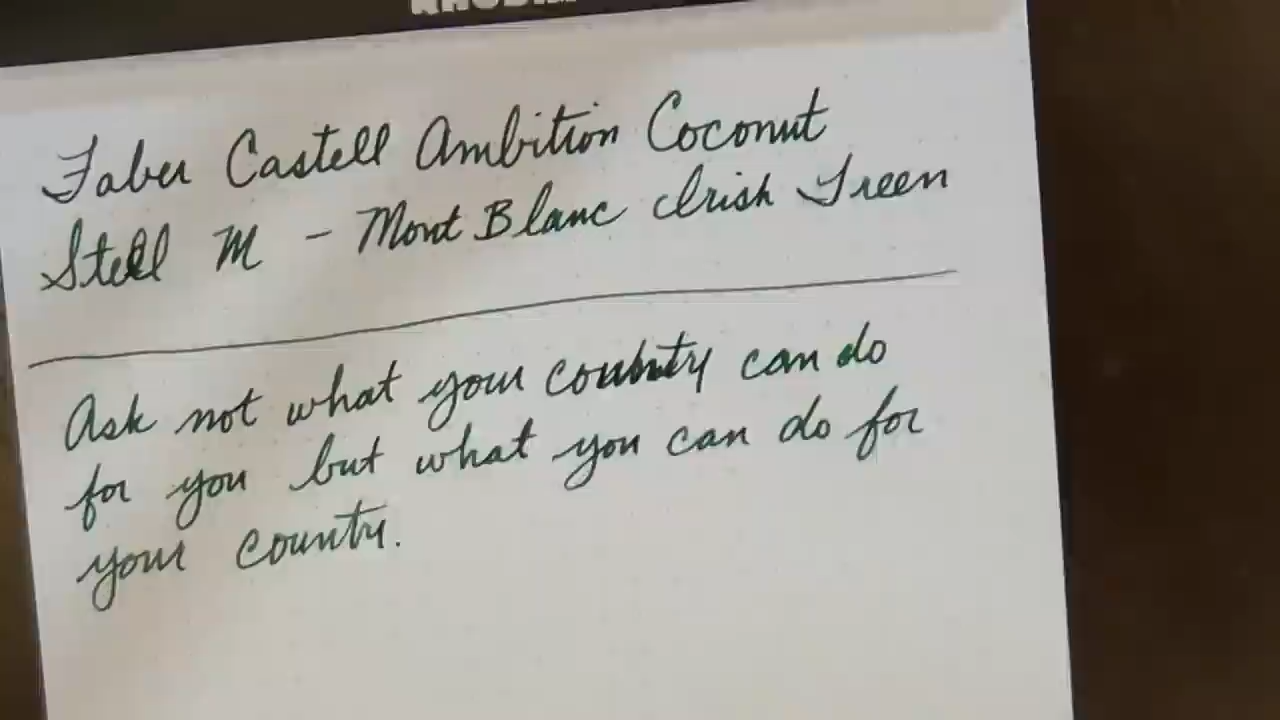 Faber Castell Ambition Coconut
Steel M - Mont Blanc Irish Green
Ask not what your country can do
for you but what you can do for
your country.